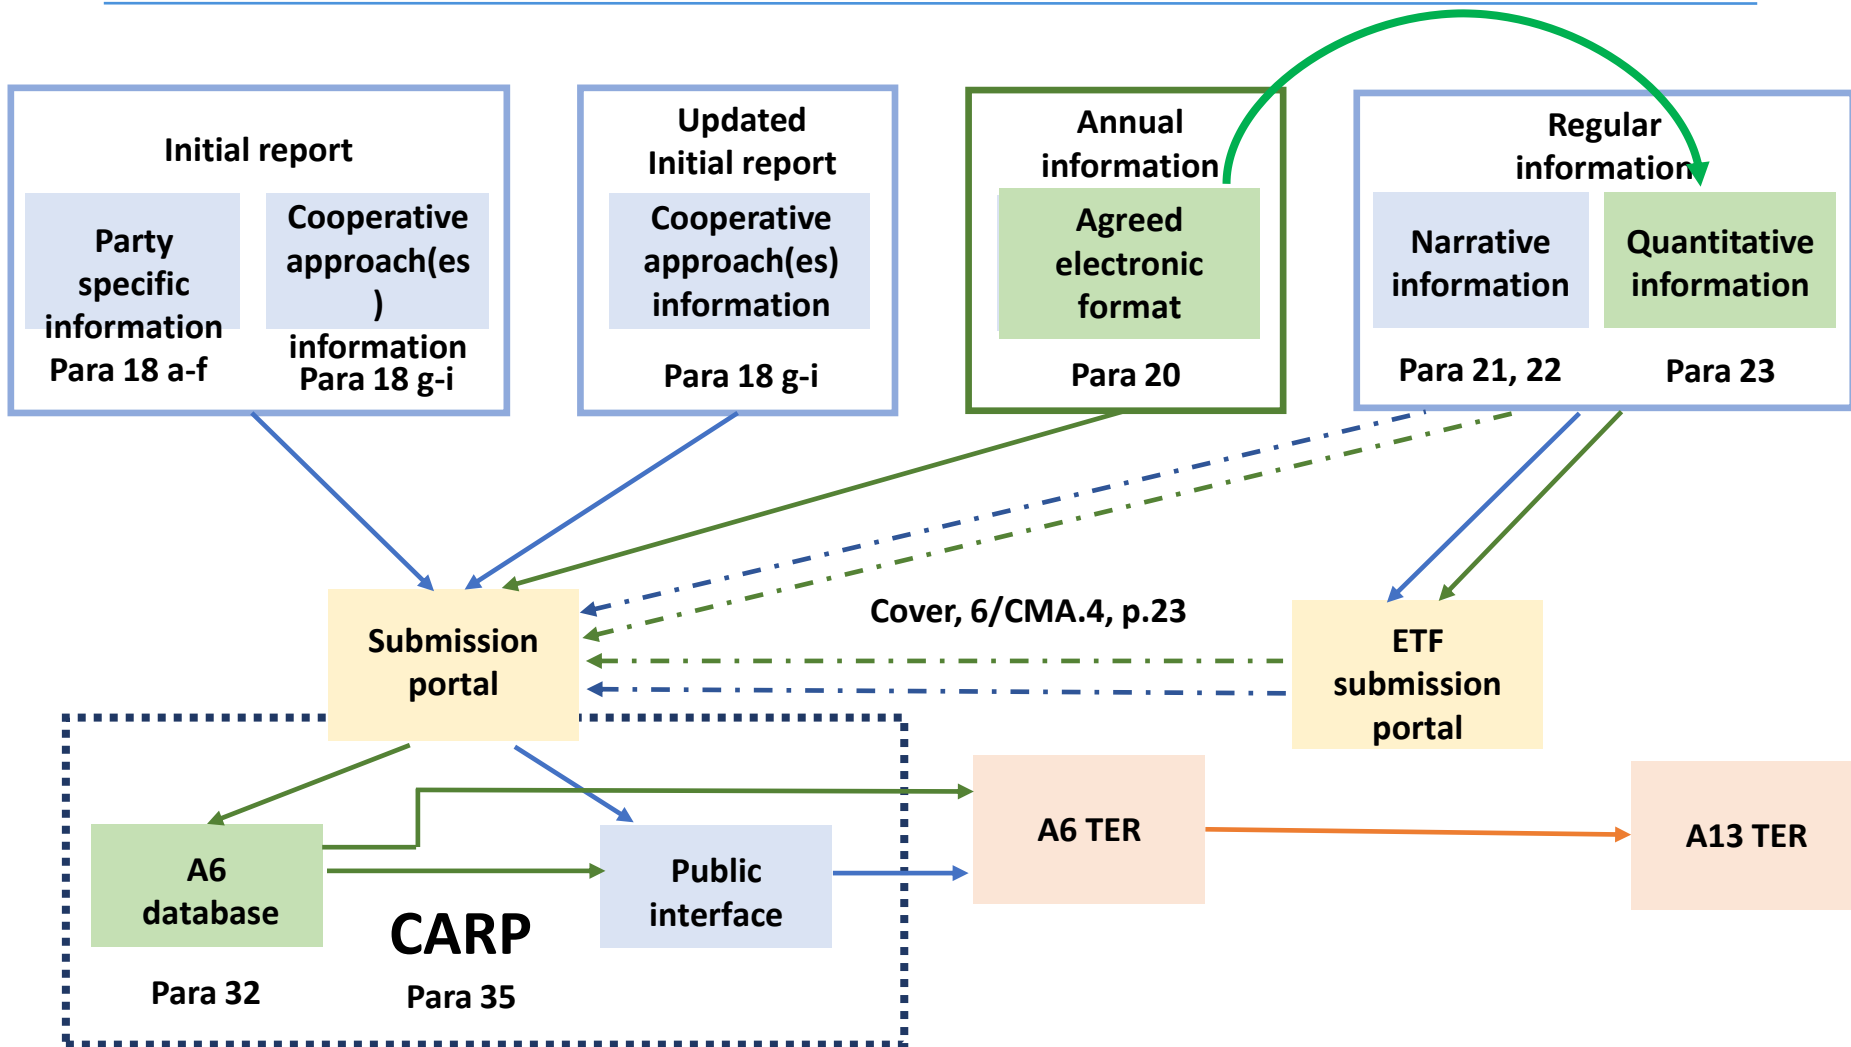 Initial report
Party
specific
information
Para 18 a-f
Cooperative
approach(es
)
information
Para 18 g-i
Updated
Initial report
Cooperative
approach(es)
information
Para 18 g-i
Annual
information
Agreed
electronic
format
Para 20
Regular
information
Narrative
information
Para 21, 22
Quantitative
information
Para 23
Submission
portal
Cover, 6/CMA.4, p.23
ETF
submission
portal
A6
database
Para 32
CARP
Para 35
Public
interface
A6 TER
A13 TER